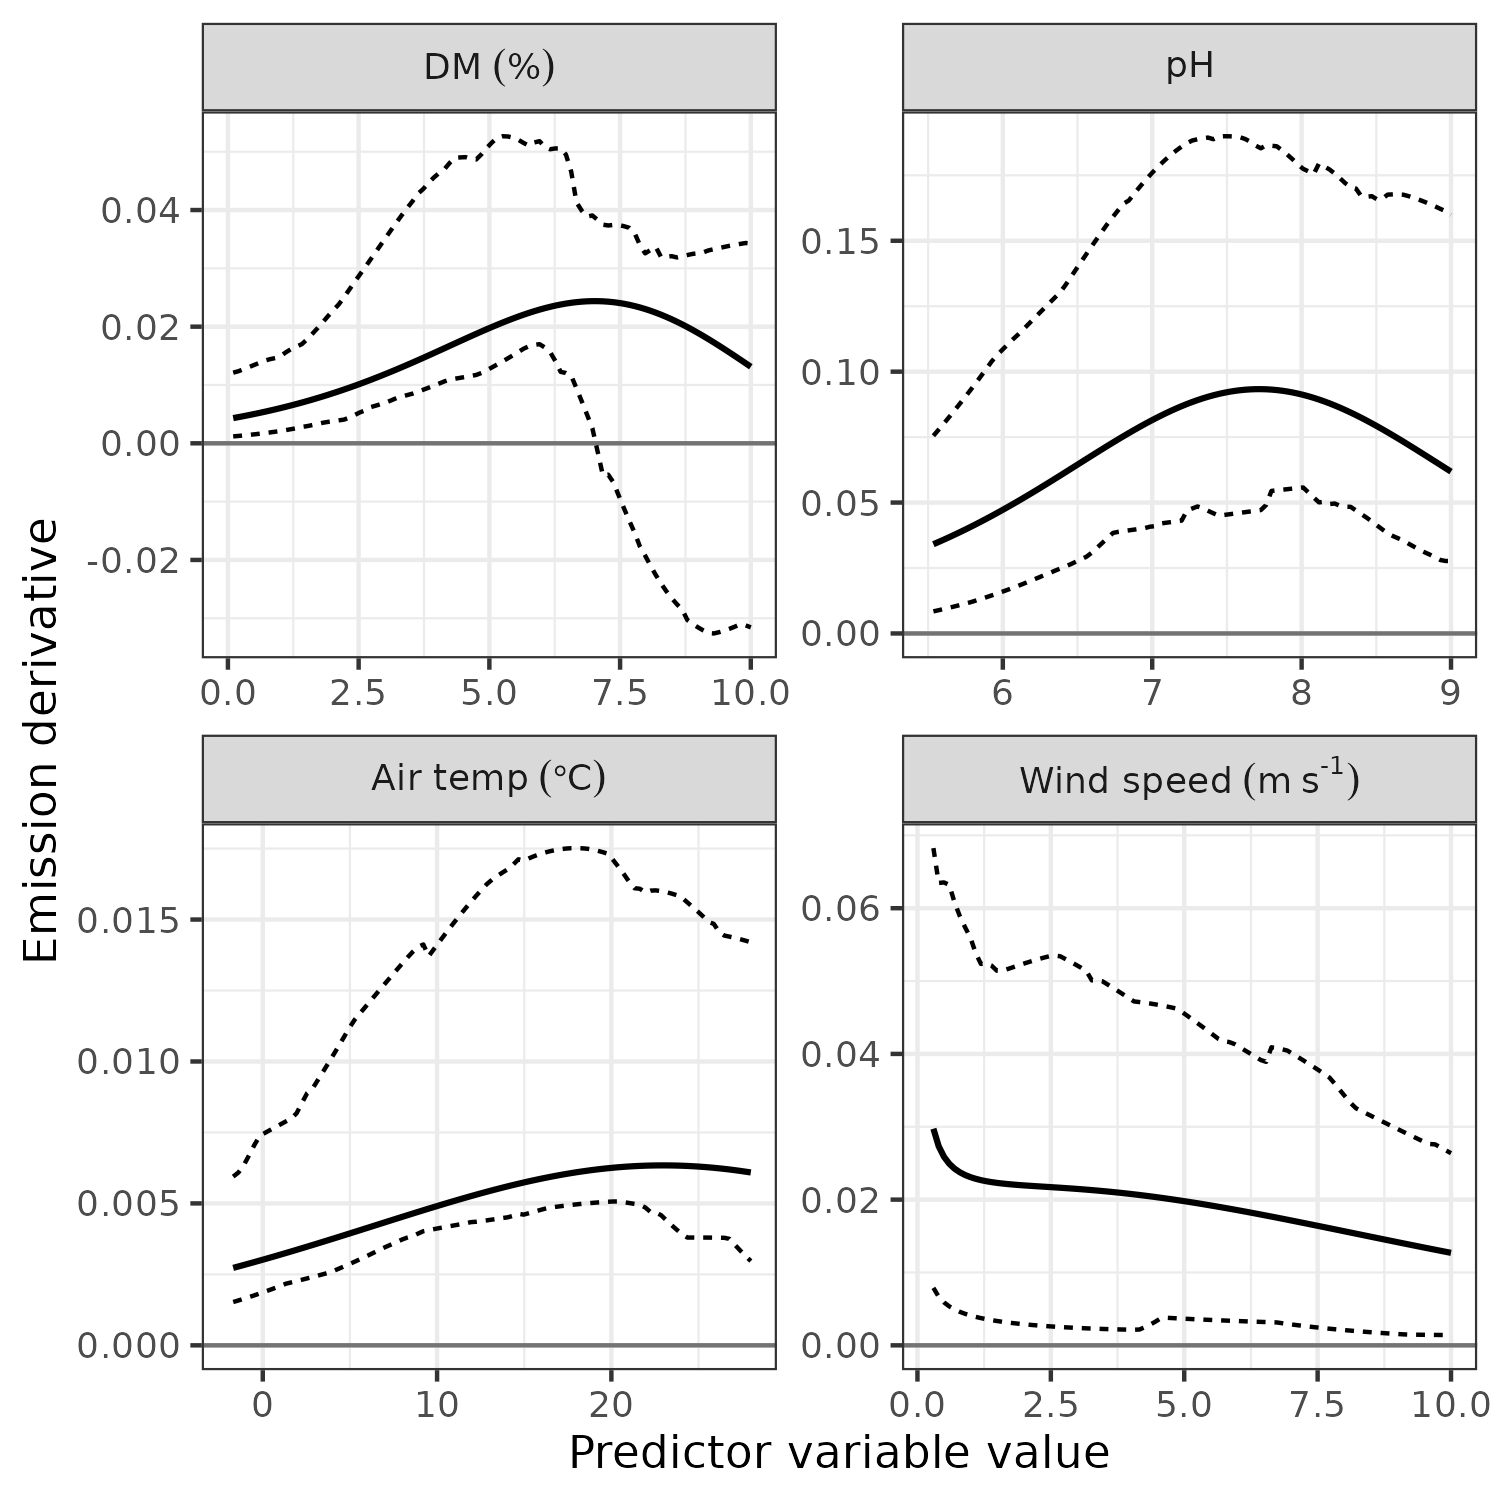 DM (%)
0.04
0.02
0.00
-0.02
0.0 2.5 5.0 7.5 10.0
pH
0.15
0.10
0.05
0.00
6 7 8 9
Air temp (°C)
0.015
0.010
0.005
0.000
0 10 20
Wind speed (m s⁻¹)
0.06
0.04
0.02
0.00
0.0 2.5 5.0 7.5 10.0
Emission derivative
Predictor variable value